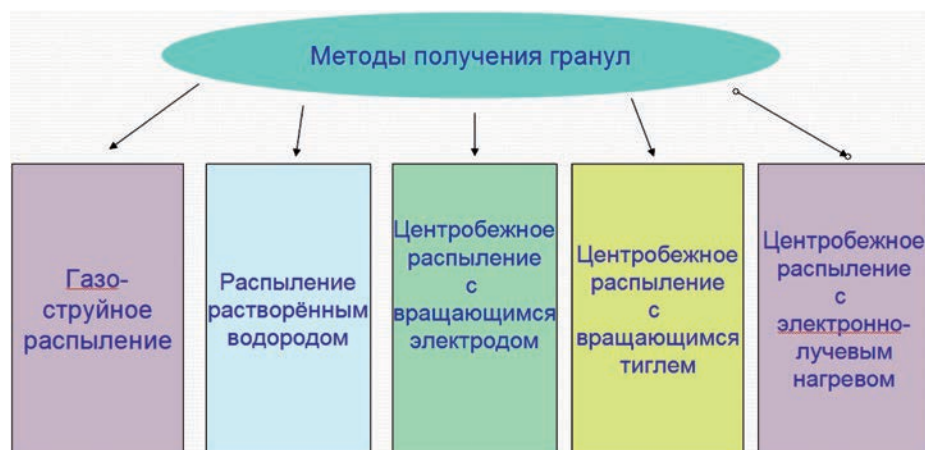 Методы получения гранул
Газо-
струйное
распыление
Распыление
растворённым
водородом
Центробежное
распыление
с
вращающимся
электродом
Центробежное
распыление
с
вращающимся
тиглем
Центробежное
распыление
с
электронно-
лучевым
нагревом